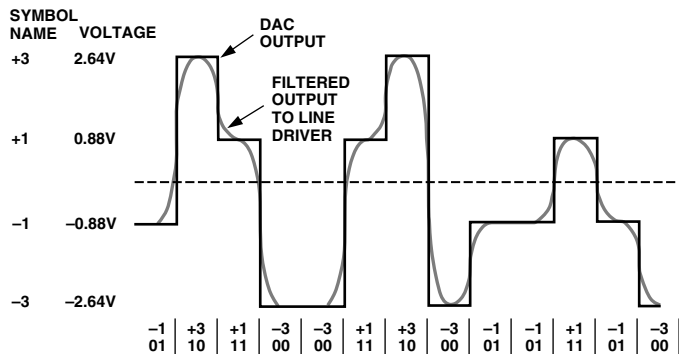 SYMBOL
NAME VOLTAGE
DAC
OUTPUT
+3 2.64V
FILTERED
OUTPUT
TO LINE
DRIVER
+1 0.88V
–1 –0.88V
–3 –2.64V
–1 +3 +1 –3 –3 +1 +3 –3 –1 –1 +1 –1 –3
01 10 11 00 00 11 10 00 01 01 11 01 00